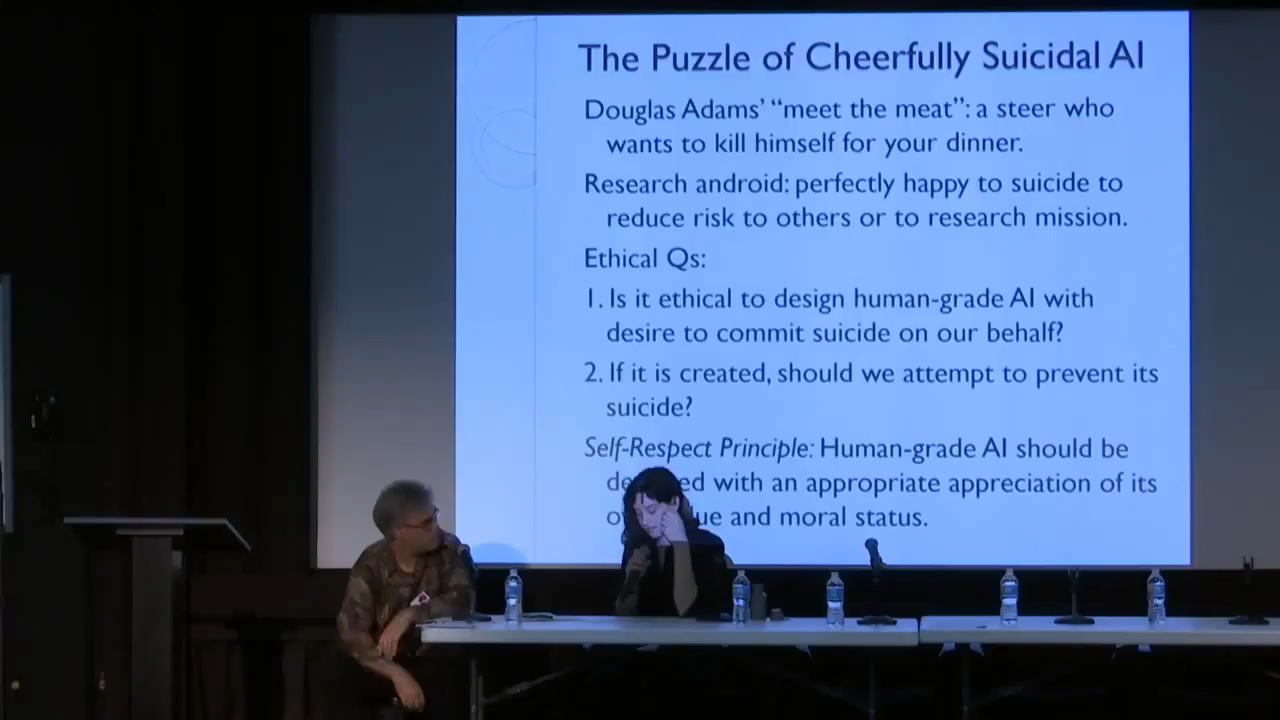 The Puzzle of Cheerfully Suicidal AI
Douglas Adams’ “meet the meat”: a steer who
wants to kill himself for your dinner.
Research android: perfectly happy to suicide to
reduce risk to others or to research mission.
Ethical Qs:
1. Is it ethical to design human-grade AI with
desire to commit suicide on our behalf?
2. If it is created, should we attempt to prevent its
suicide?
Self-Respect Principle: Human-grade AI should be
with an appropriate appreciation of its
and moral status.